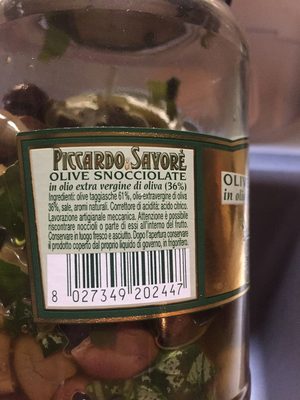 PICCARDO & SAVORÉ
OLIVE SNOCCIOLATE
in olio extra vergine di oliva (36%)
Ingredienti: olive taggiasche 61%, olio extravergine di oliva
36%, sale, aromi naturali. Correttore di acidità: acido citrico.
Lavorazione artigianale meccanica. Attenzione è possibile
riscontrare noccioli o parte di essi all'interno del frutto.
Conservare in luogo fresco e asciutto. Dopo l'apertura conservare
il prodotto coperto dal proprio liquido di governo, in frigorifero.
8 027349 202447
OLIV
in oli